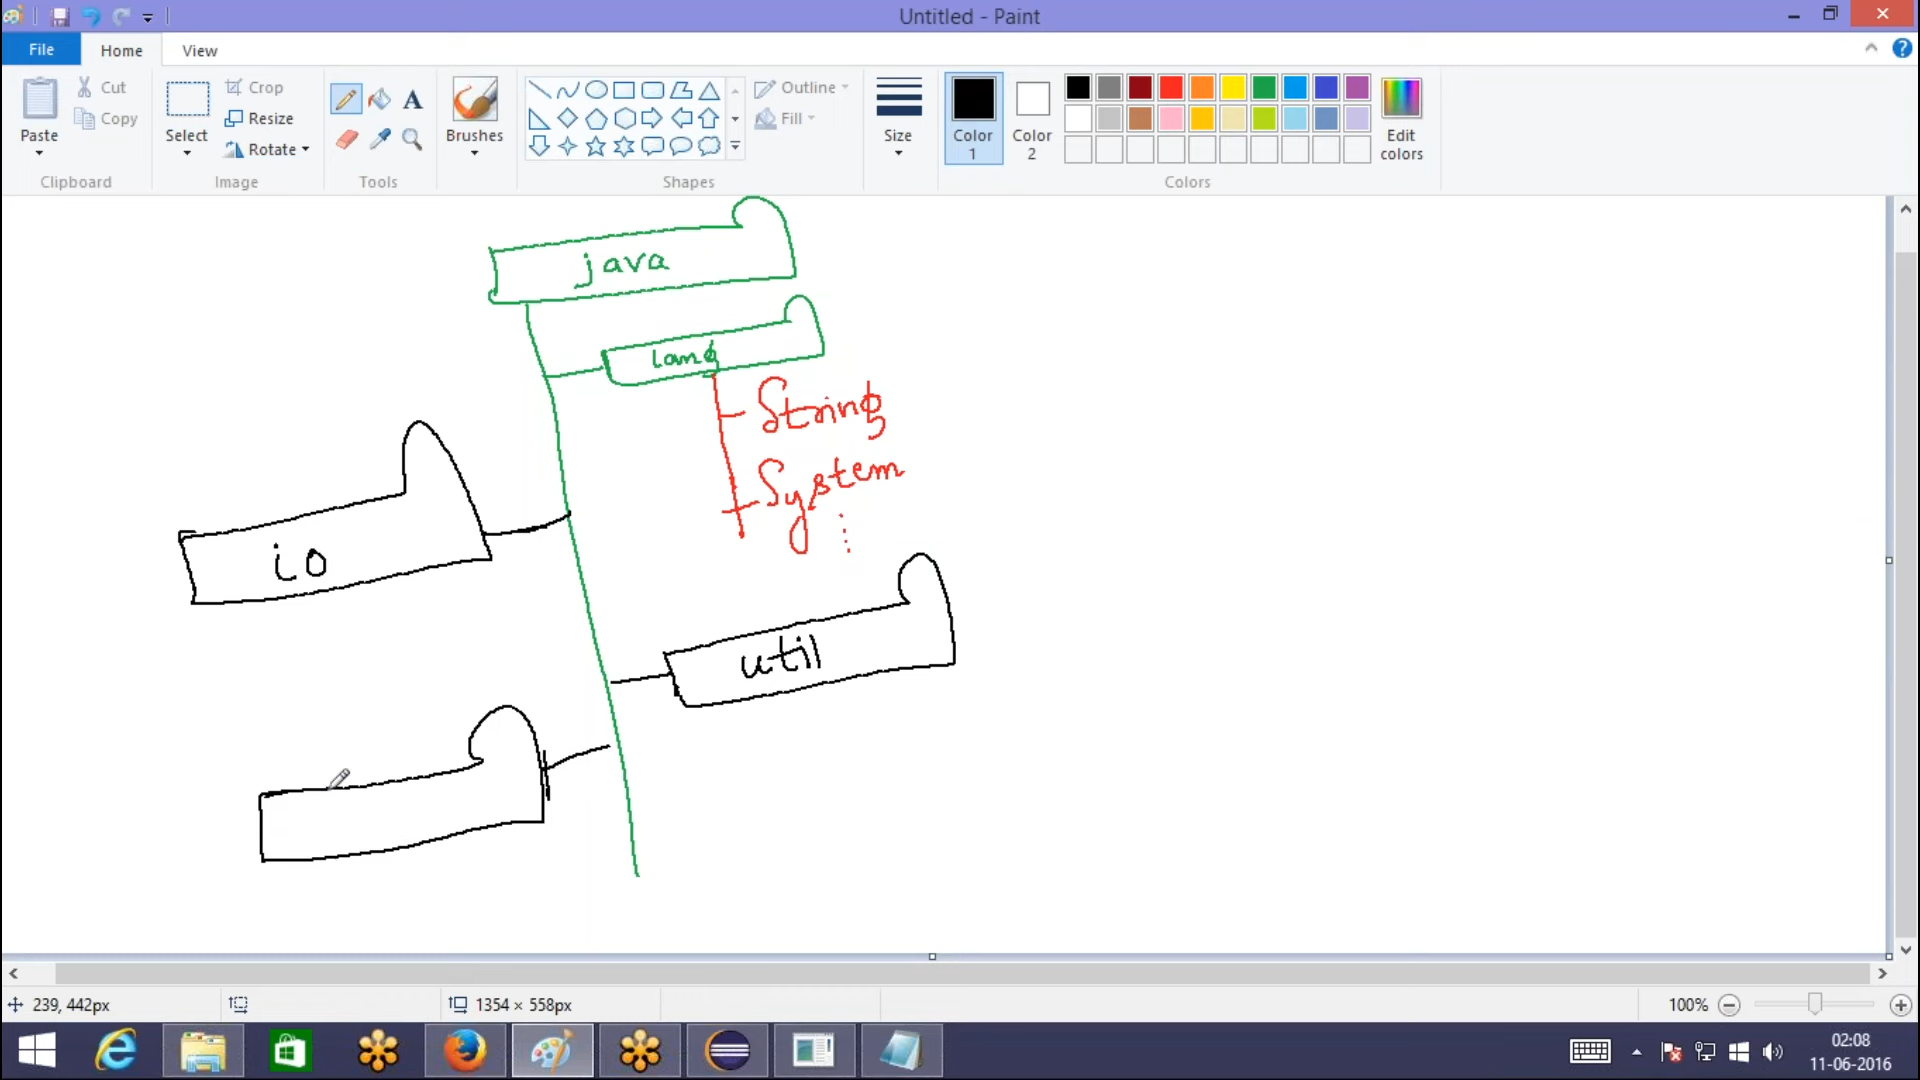 Untitled - Paint
File
Home
View
Paste
Cut
Copy
Clipboard
Select
Crop
Resize
Rotate
Image
A
Tools
Brushes
Outline
Fill
Shapes
Size
Color
1
Color
2
Edit
colors
Colors
java
lang
String
System
io
util
239, 442px
1354 × 558px
100%
02:08
11-06-2016